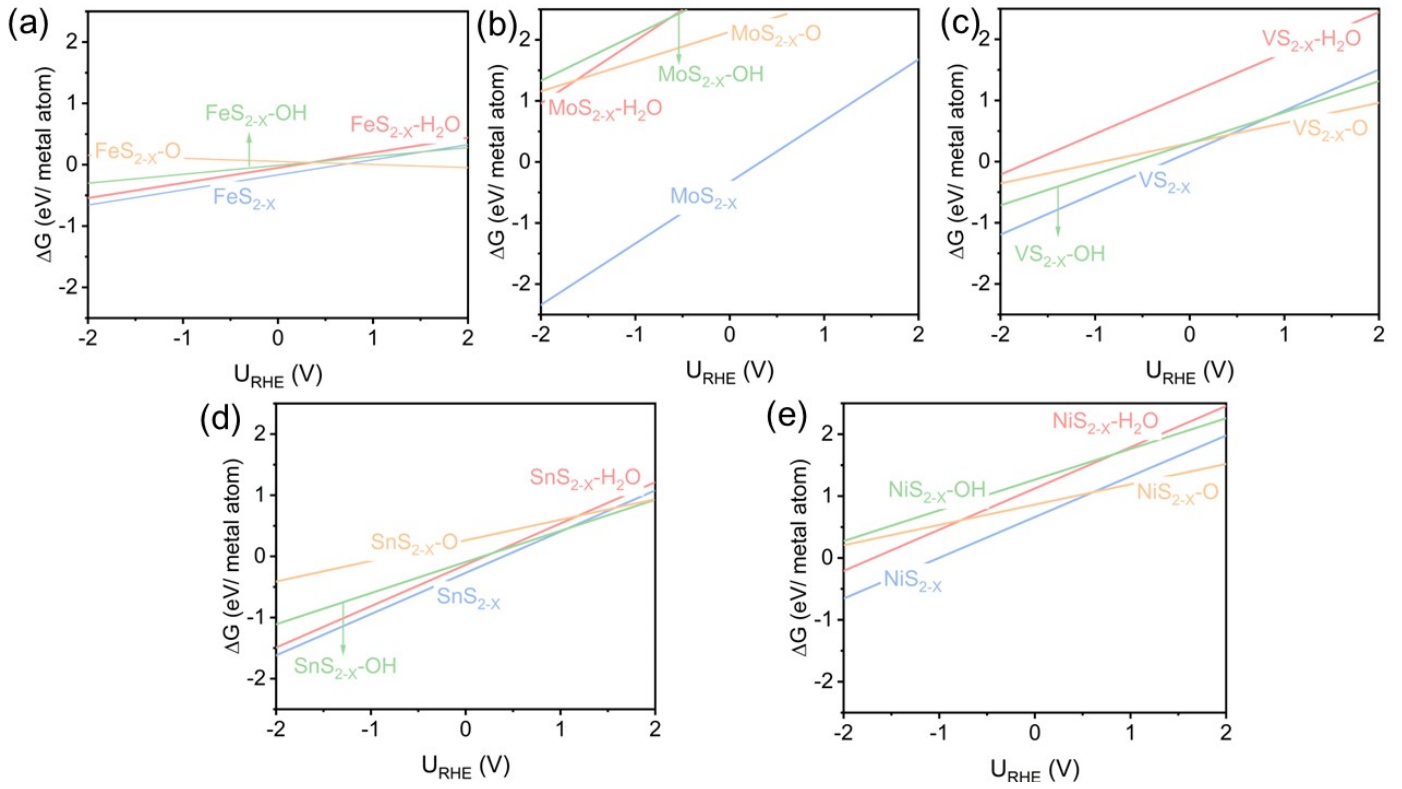 (a)
ΔG (eV/ metal atom)
2
1
0
-1
-2
FeS2-X-OH
FeS2-X-H2O
FeS2-X-O
FeS2-X
-2 -1 0 1 2
URHE (V)
(b)
ΔG (eV/ metal atom)
2
1
0
-1
-2
MoS2-X-O
MoS2-X-OH
MoS2-X-H2O
MoS2-X
-2 -1 0 1 2
URHE (V)
(c)
ΔG (eV/ metal atom)
2
1
0
-1
-2
VS2-X-H2O
VS2-X-O
VS2-X
VS2-X-OH
-2 -1 0 1 2
URHE (V)
(d)
ΔG (eV/ metal atom)
2
1
0
-1
-2
SnS2-X-H2O
SnS2-X-O
SnS2-X
SnS2-X-OH
-2 -1 0 1 2
URHE (V)
(e)
ΔG (eV/ metal atom)
2
1
0
-1
-2
NiS2-X-H2O
NiS2-X-OH
NiS2-X-O
NiS2-X
-2 -1 0 1 2
URHE (V)